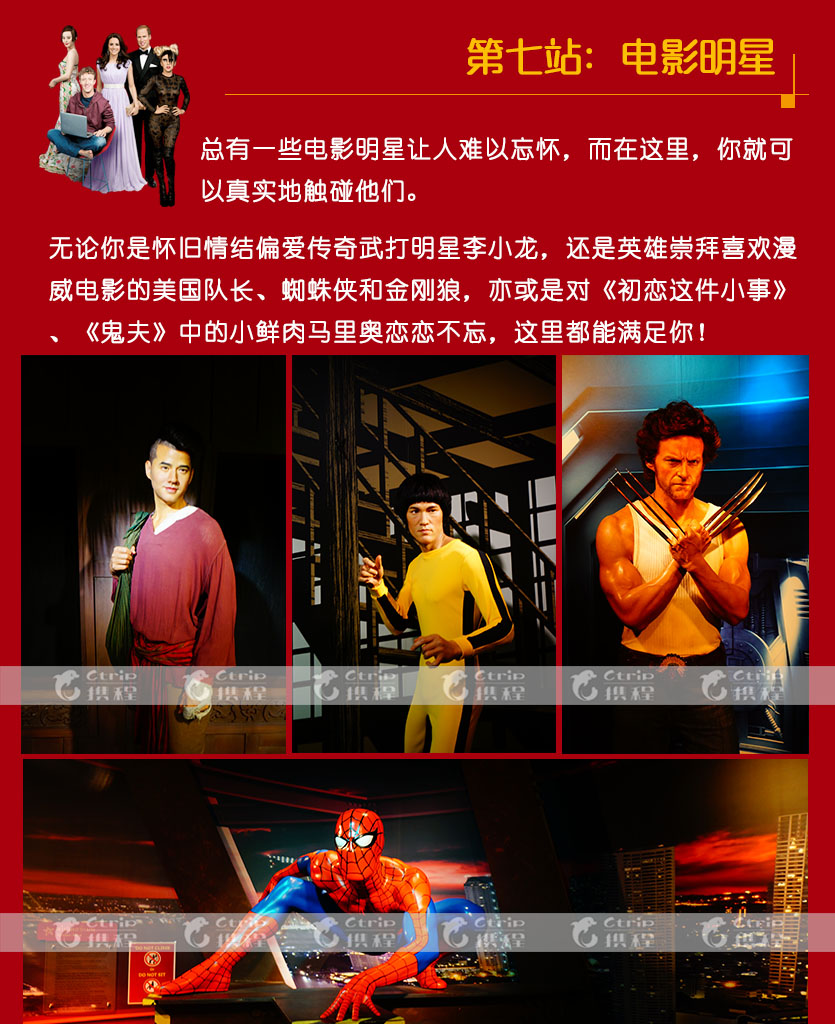 第七站：电影明星
总有一些电影明星让人难以忘怀，而在这里，你就可
以真实地触碰他们。
无论你是怀旧情结偏爱传奇武打明星李小龙，还是英雄崇拜喜欢漫
威电影的美国队长、蜘蛛侠和金刚狼，亦或是对《初恋这件小事》
、《鬼夫》中的小鲜肉马里奥恋恋不忘，这里都能满足你！
Ctrip Ctrip Ctrip Ctrip Ctrip Ctrip
携程 携程 携程 携程 携程 携程
Ctrip Ctrip Ctrip Ctrip Ctrip Ctrip
携程 携程 携程 携程 携程 携程
DO NOT CLIMB
DO NOT SIT